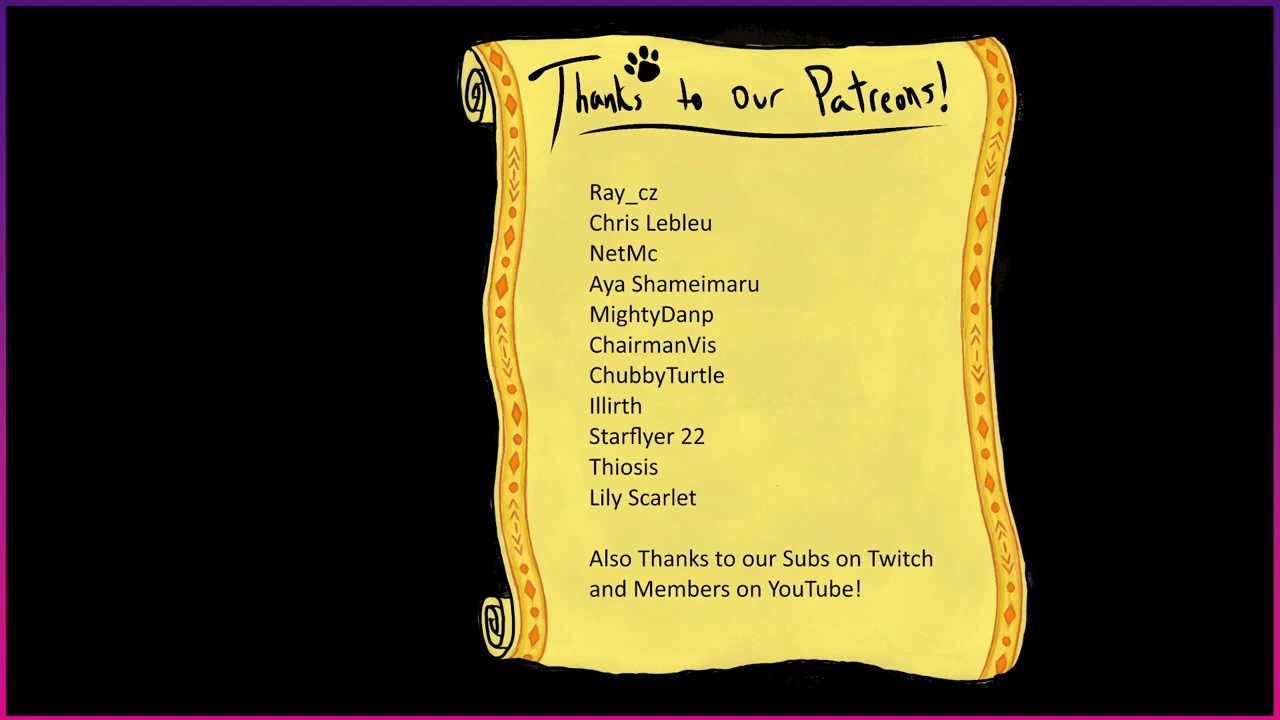 Thanks to our Patreons!
Ray_cz
Chris Lebleu
NetMc
Aya Shameimaru
MightyDanp
ChairmanVis
ChubbyTurtle
Illirth
Starflyer 22
Thiosis
Lily Scarlet
Also Thanks to our Subs on Twitch
and Members on YouTube!